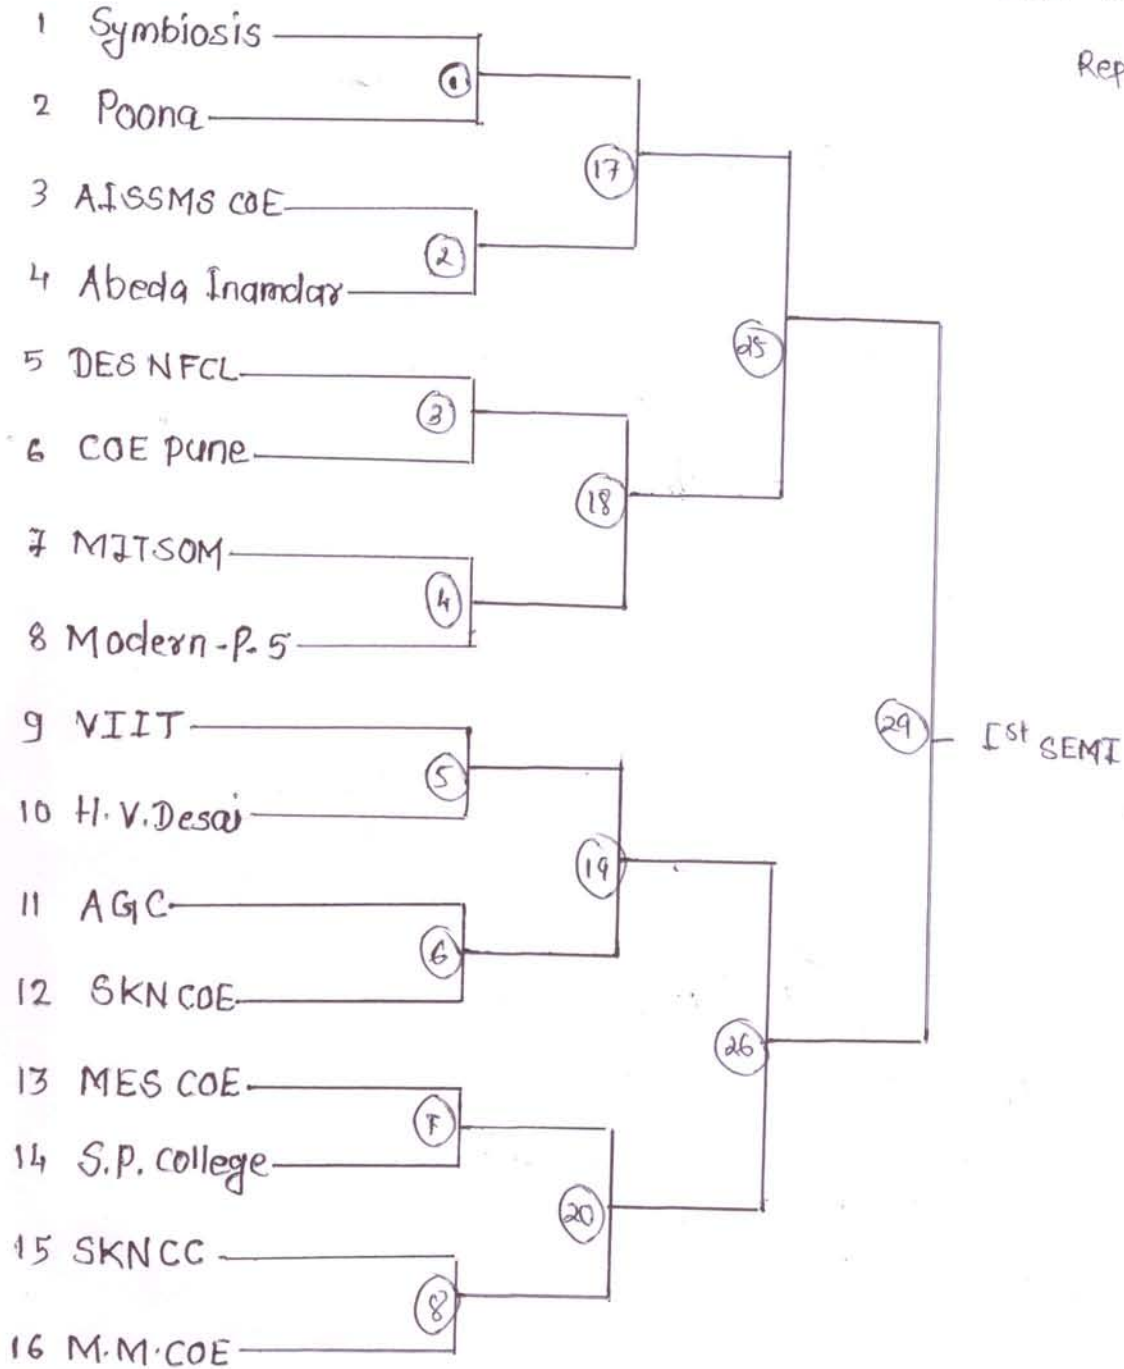 1 Symbiosis
Rep
1
2 Poona
17
3 AISSMS COE
2
4 Abeda Inamdar
25
5 DES NFCL
3
6 COE Pune
18
7 MITSOM
4
8 Modern-P.5
9 VIIT
29 Ist SEMI
5
10 H.V.Desai
19
11 AGC
6
12 SKNCOE
26
13 MES COE
7
14 S.P. College
20
15 SKNCC
8
16 M.M.COE